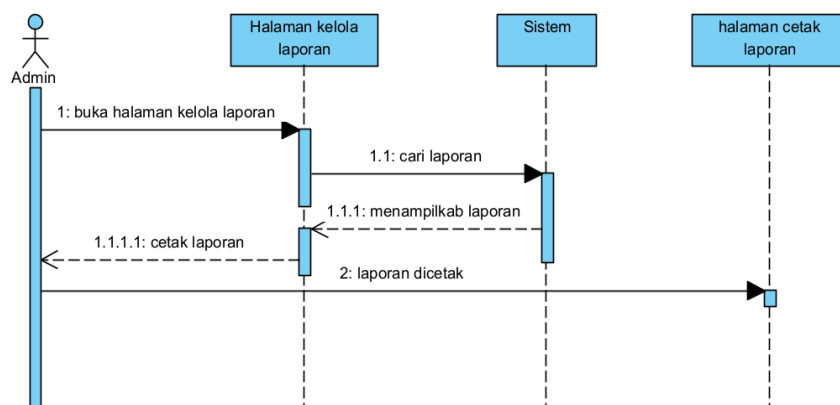 Halaman kelola
laporan
Sistem
halaman cetak
laporan
Admin
1: buka halaman kelola laporan
1.1: cari laporan
1.1.1: menampilkab laporan
1.1.1.1: cetak laporan
2: laporan dicetak